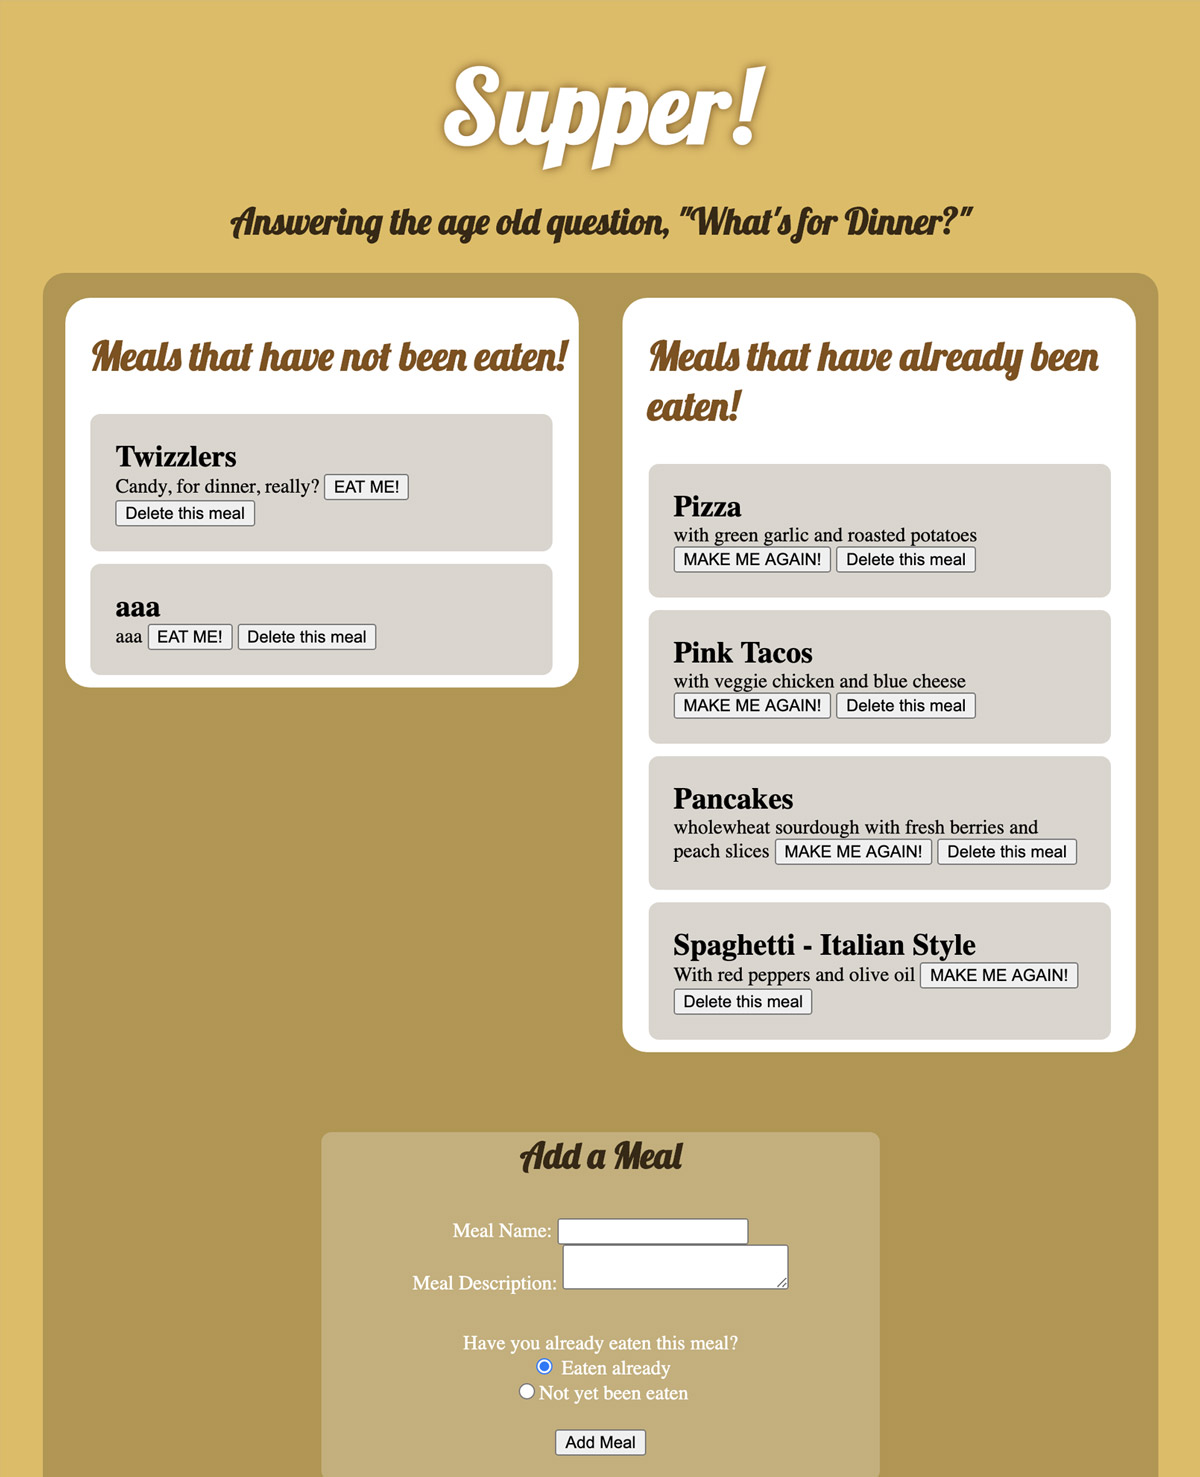 Supper!
Answering the age old question, "What's for Dinner?"
Meals that have not been eaten!
Twizzlers
Candy, for dinner, really? EAT ME!
Delete this meal
aaa
aaa EAT ME! Delete this meal
Meals that have already been
eaten!
Pizza
with green garlic and roasted potatoes
MAKE ME AGAIN! Delete this meal
Pink Tacos
with veggie chicken and blue cheese
MAKE ME AGAIN! Delete this meal
Pancakes
wholewheat sourdough with fresh berries and
peach slices MAKE ME AGAIN! Delete this meal
Spaghetti - Italian Style
With red peppers and olive oil MAKE ME AGAIN!
Delete this meal
Add a Meal
Meal Name:
Meal Description:
Have you already eaten this meal?
Eaten already
Not yet been eaten
Add Meal